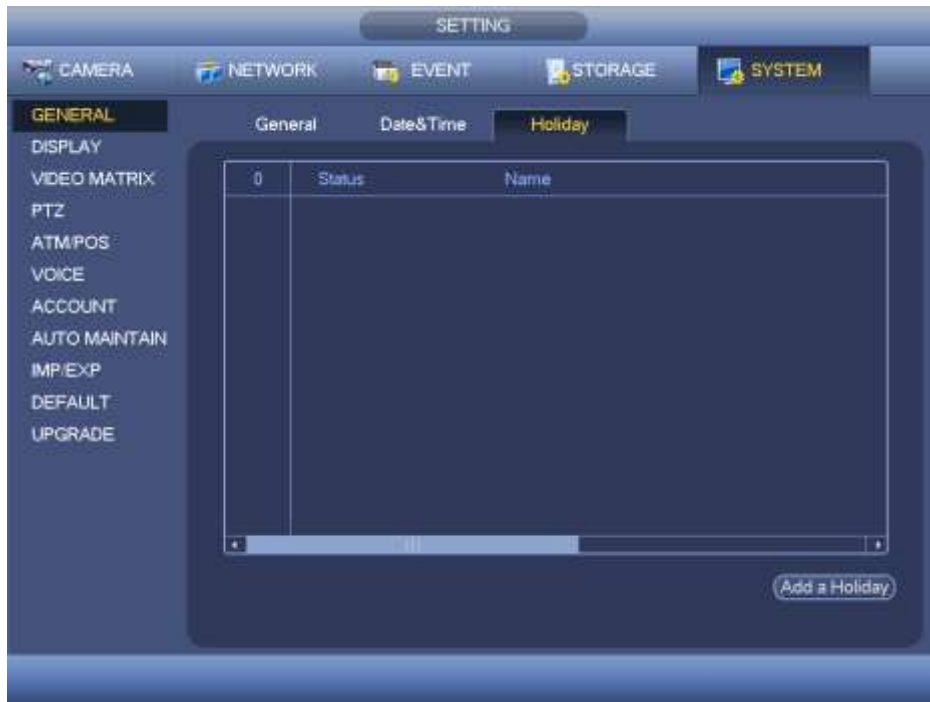 SETTING
CAMERA NETWORK EVENT STORAGE SYSTEM
GENERAL
DISPLAY
VIDEO MATRIX
PTZ
ATM/POS
VOICE
ACCOUNT
AUTO MAINTAIN
IMP/EXP
DEFAULT
UPGRADE
General Date&Time Holiday
0 Status Name
Add a Holiday